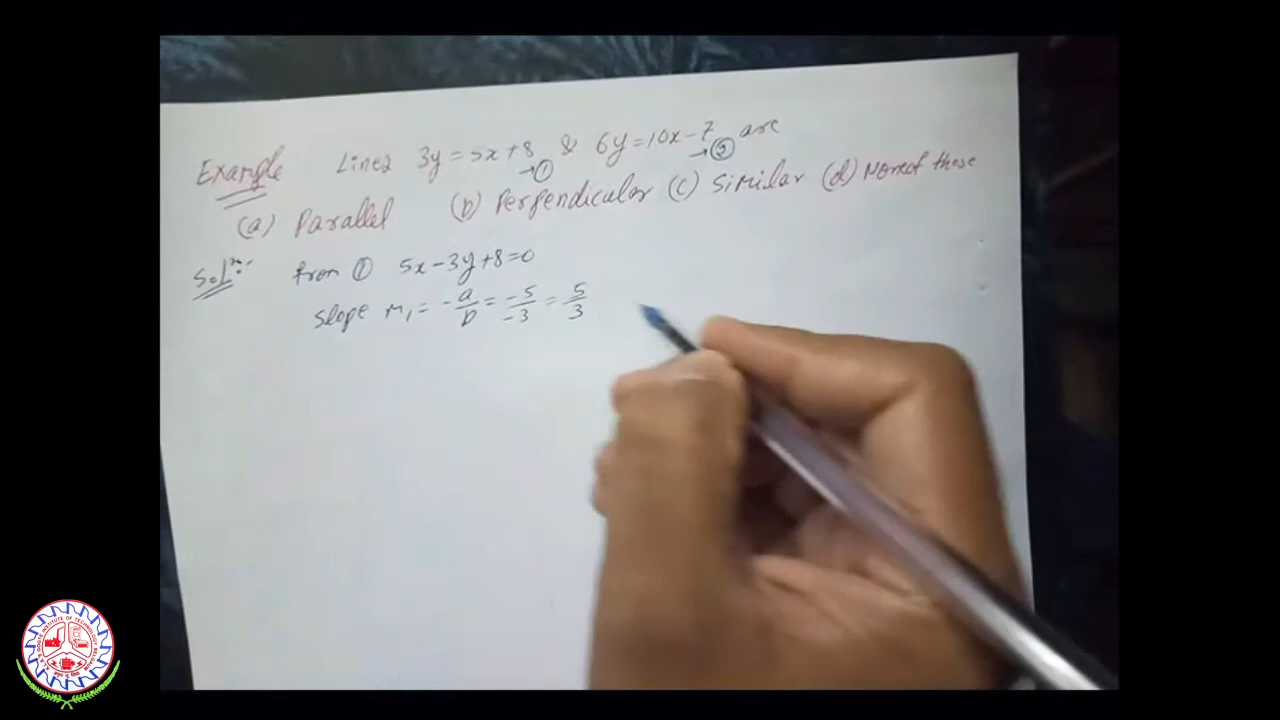 Example Lines 3y = 5x + 8 & 6y = 10x - 7 are
→① →②
(a) Parallel (b) Perpendicular (c) Similar (d) None of these
Solⁿ:- from ① 5x - 3y + 8 = 0
Slope m₁ = -a/b = -5/-3 = 5/3